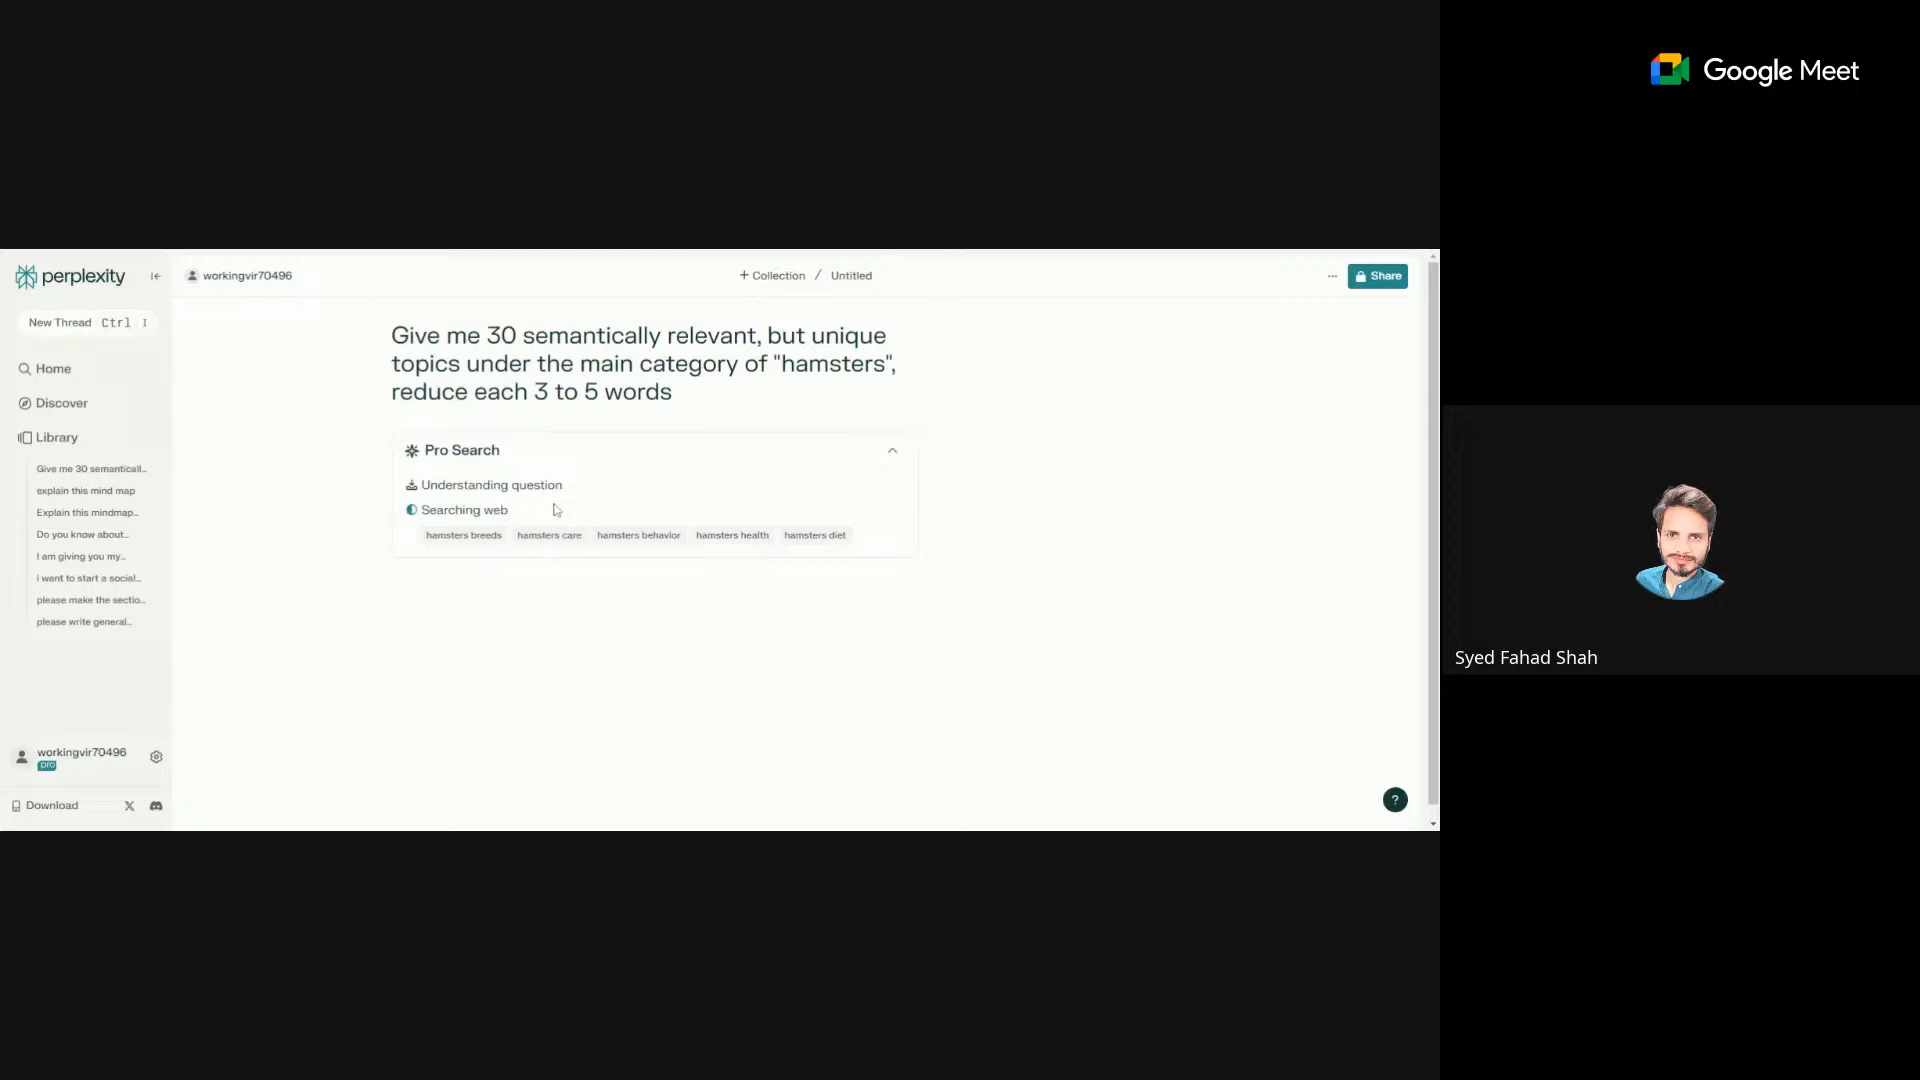 Google Meet
perplexity
workingvir70496
+ Collection / Untitled
Share
New Thread Ctrl I
Home
Discover
Library
Give me 30 semanticall...
explain this mind map
Explain this mindmap...
Do you know about...
I am giving you my...
i want to start a social...
please make the sectio...
please write general...
workingvir70496
pro
Download
Give me 30 semantically relevant, but unique
topics under the main category of "hamsters",
reduce each 3 to 5 words
Pro Search
Understanding question
Searching web
hamsters breeds hamsters care hamsters behavior hamsters health hamsters diet
?
Syed Fahad Shah